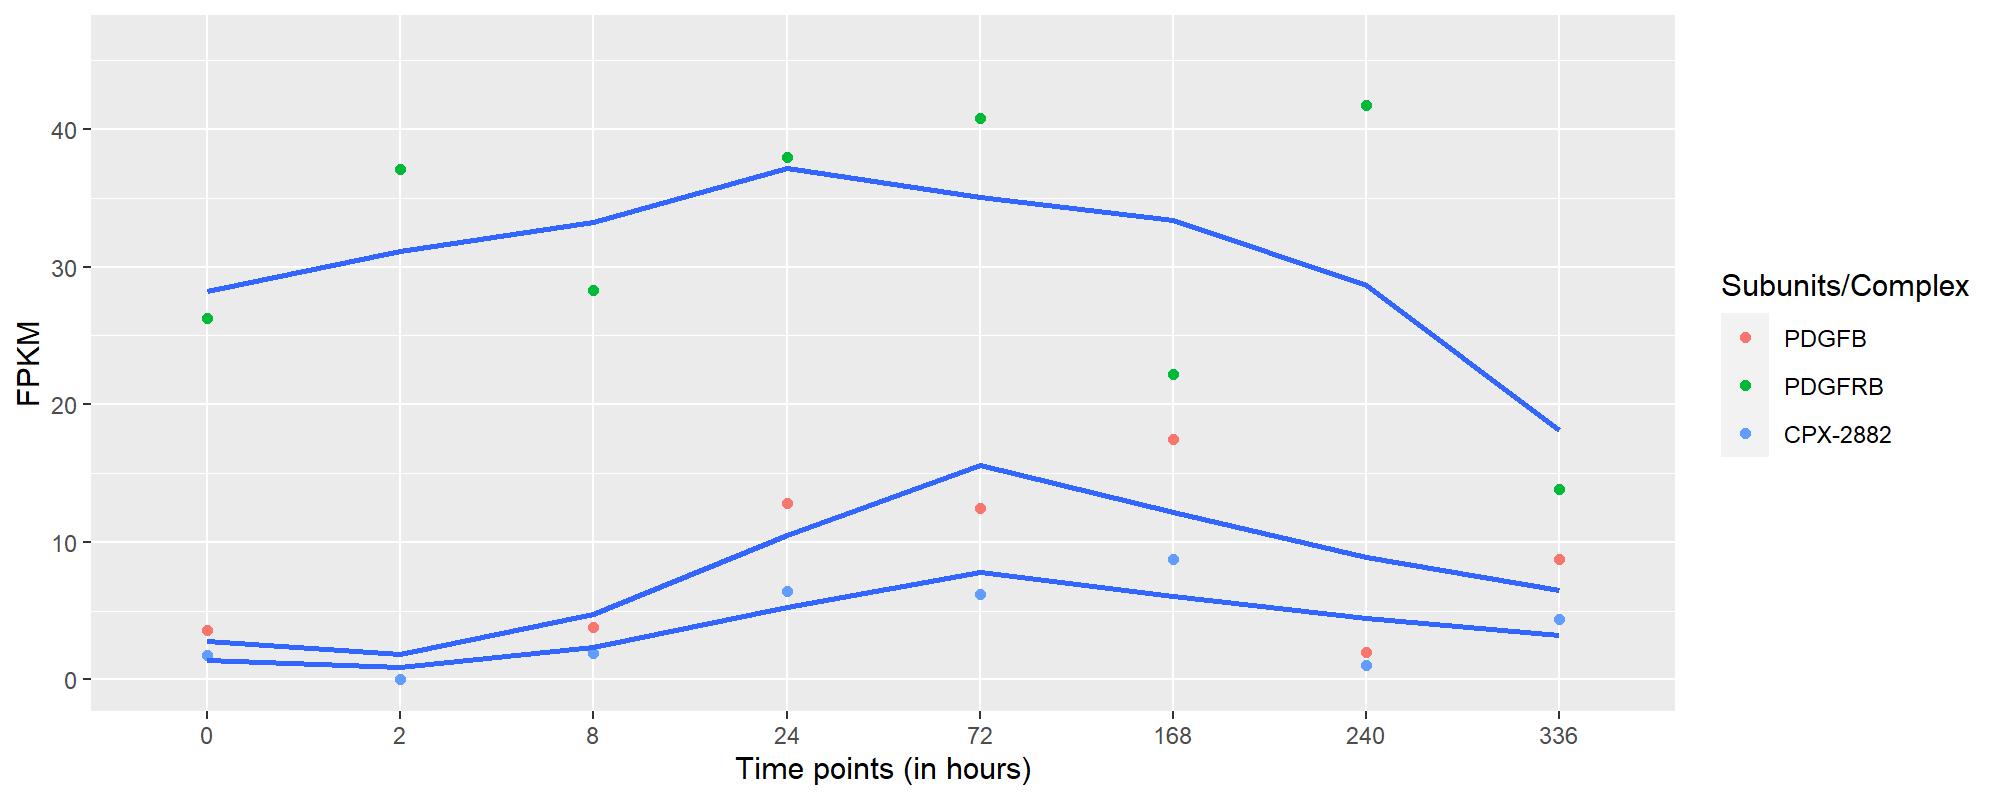 FPKM
40
30
20
10
0
0 2 8 24 72 168 240 336
Time points (in hours)
Subunits/Complex
PDGFB
PDGFRB
CPX-2882